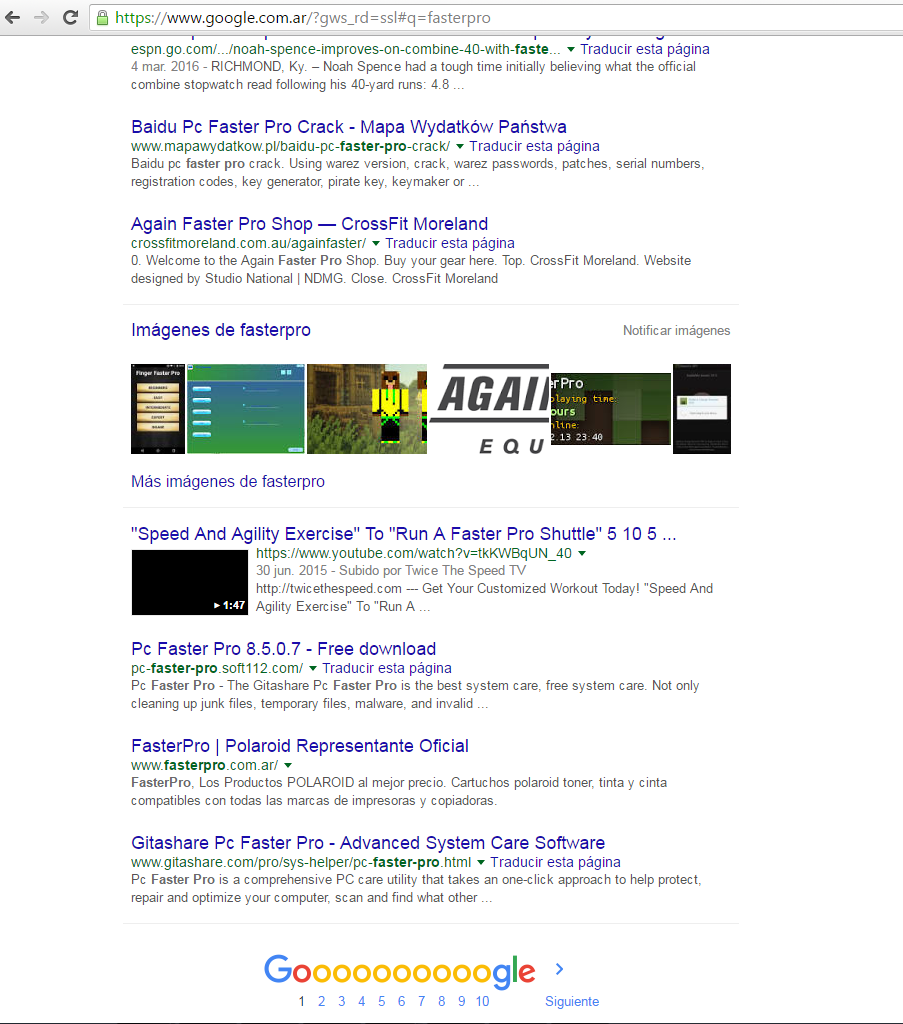 https://www.google.com.ar/?gws_rd=ssl#q=fasterpro
espn.go.com/.../noah-spence-improves-on-combine-40-with-faste... Traducir esta página
4 mar. 2016 - RICHMOND, Ky. – Noah Spence had a tough time initially believing what the official
combine stopwatch read following his 40-yard runs: 4.8 ...
Baidu Pc Faster Pro Crack - Mapa Wydatków Państwa
www.mapawydatkow.pl/baidu-pc-faster-pro-crack/ Traducir esta página
Baidu pc faster pro crack. Using warez version, crack, warez passwords, patches, serial numbers,
registration codes, key generator, pirate key, keymaker or ...
Again Faster Pro Shop — CrossFit Moreland
crossfitmoreland.com.au/againfaster/ Traducir esta página
0. Welcome to the Again Faster Pro Shop. Buy your gear here. Top. CrossFit Moreland. Website
designed by Studio National | NDMG. Close. CrossFit Moreland
Imágenes de fasterpro
Notificar imágenes
Finger Faster Pro
BEGINNERS
EASY
INTERMEDIATE
EXPERT
INSANE
AGAI
EQU
erPro
playing time:
ours
nline:
2.13 23:40
Más imágenes de fasterpro
"Speed And Agility Exercise" To "Run A Faster Pro Shuttle" 5 10 5 ...
https://www.youtube.com/watch?v=tkKWBqUN_40
30 jun. 2015 - Subido por Twice The Speed TV
http://twicethespeed.com --- Get Your Customized Workout Today! "Speed And
Agility Exercise" To "Run A ...
1:47
Pc Faster Pro 8.5.0.7 - Free download
pc-faster-pro.soft112.com/ Traducir esta página
Pc Faster Pro - The Gitashare Pc Faster Pro is the best system care, free system care. Not only
cleaning up junk files, temporary files, malware, and invalid ...
FasterPro | Polaroid Representante Oficial
www.fasterpro.com.ar/
FasterPro, Los Productos POLAROID al mejor precio. Cartuchos polaroid toner, tinta y cinta
compatibles con todas las marcas de impresoras y copiadoras.
Gitashare Pc Faster Pro - Advanced System Care Software
www.gitashare.com/pro/sys-helper/pc-faster-pro.html Traducir esta página
Pc Faster Pro is a comprehensive PC care utility that takes an one-click approach to help protect,
repair and optimize your computer, scan and find what other ...
Goooooooooogle
1 2 3 4 5 6 7 8 9 10 Siguiente